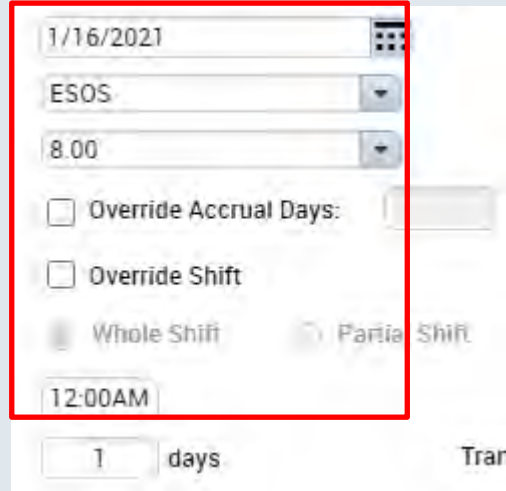 1/16/2021
ESOS
8.00
Override Accrual Days:
Override Shift
Whole Shift Partial Shift
12:00AM
1 days Tran